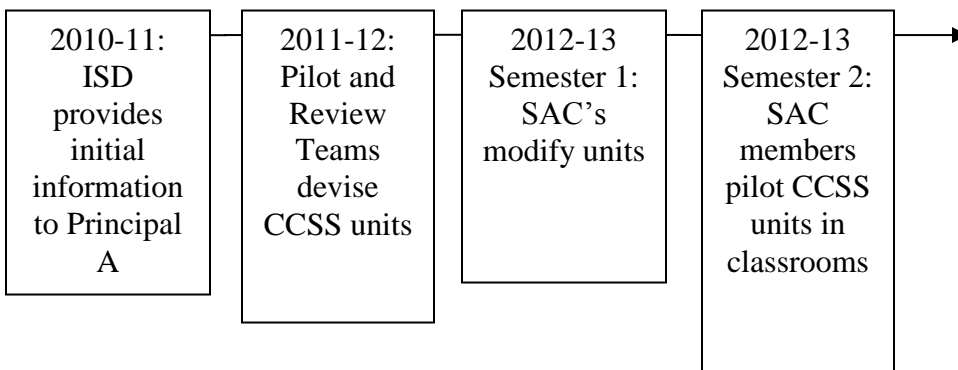 2010-11:
ISD
provides
initial
information
to Principal
A
2011-12:
Pilot and
Review
Teams
devise
CCSS units
2012-13
Semester 1:
SAC’s
modify units
2012-13
Semester 2:
SAC
members
pilot CCSS
units in
classrooms